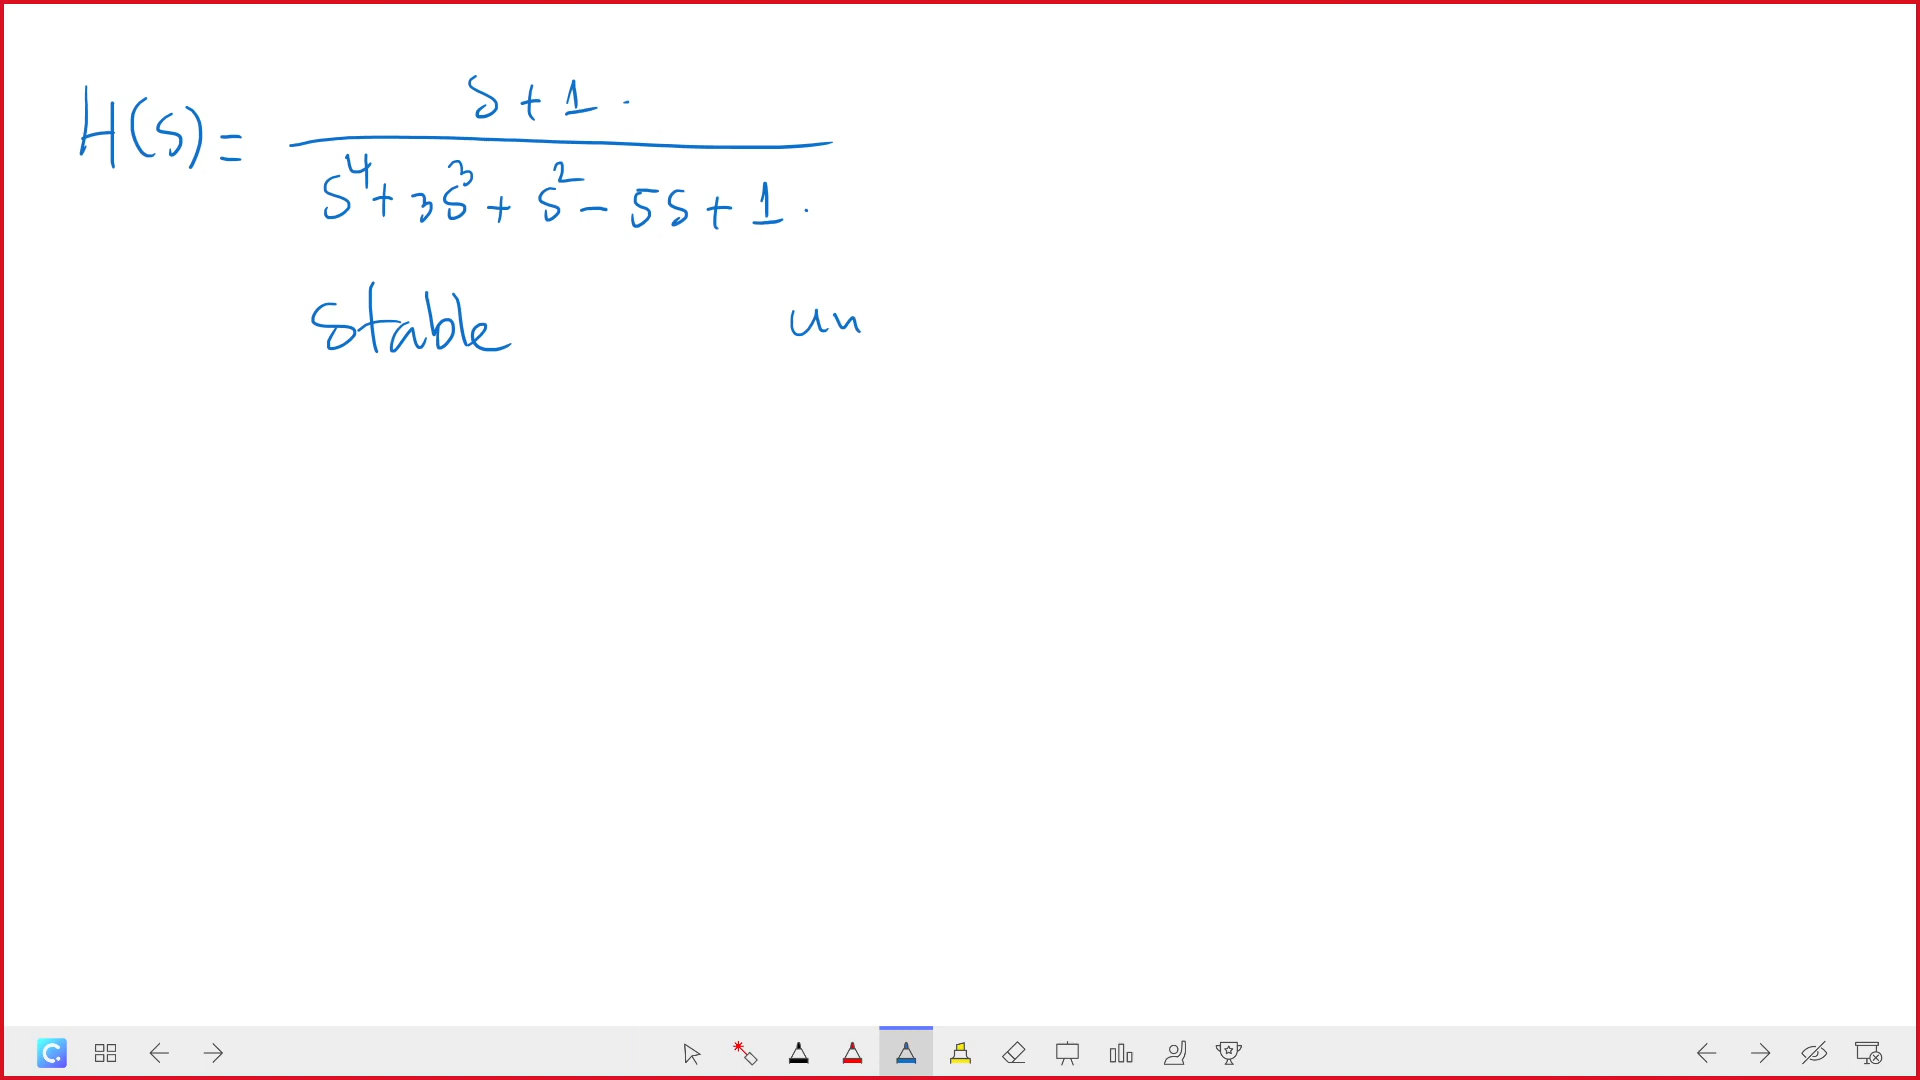 H(s) = s + 1 .
s⁴ + 3s³ + s² - 5s + 1 .
stable un